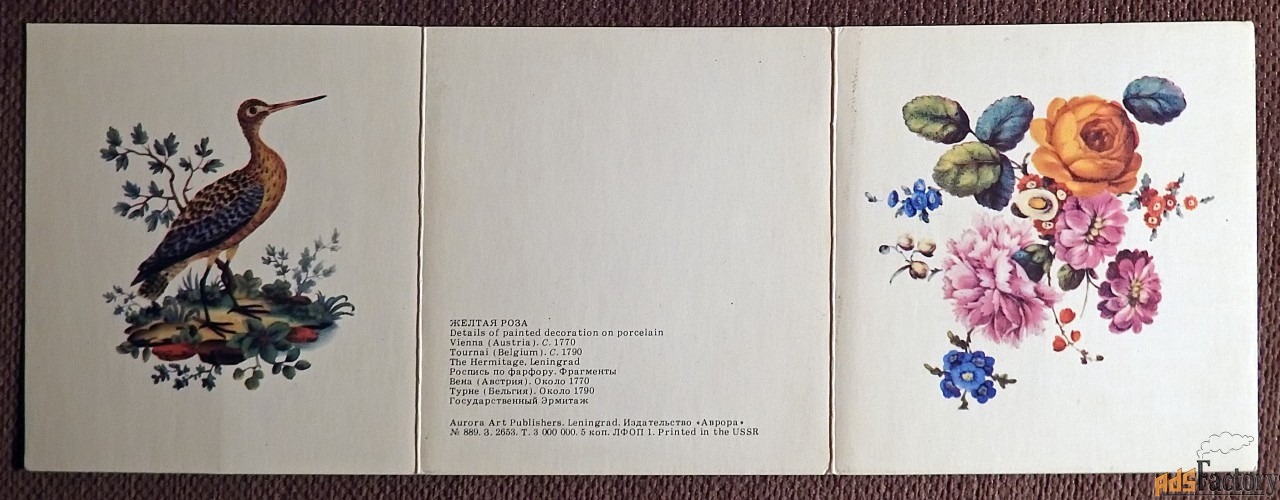 ЖЕЛТАЯ РОЗА
Details of painted decoration on porcelain
Vienna (Austria). C. 1770
Tournai (Belgium). C. 1790
The Hermitage, Leningrad
Роспись по фарфору. Фрагменты
Вена (Австрия). Около 1770
Турне (Бельгия). Около 1790
Государственный Эрмитаж
Aurora Art Publishers. Leningrad. Издательство «Аврора»
№ 889. 3. 2653. Т. 3 000 000. 5 коп. ЛФОП 1. Printed in the USSR
AdsFactory